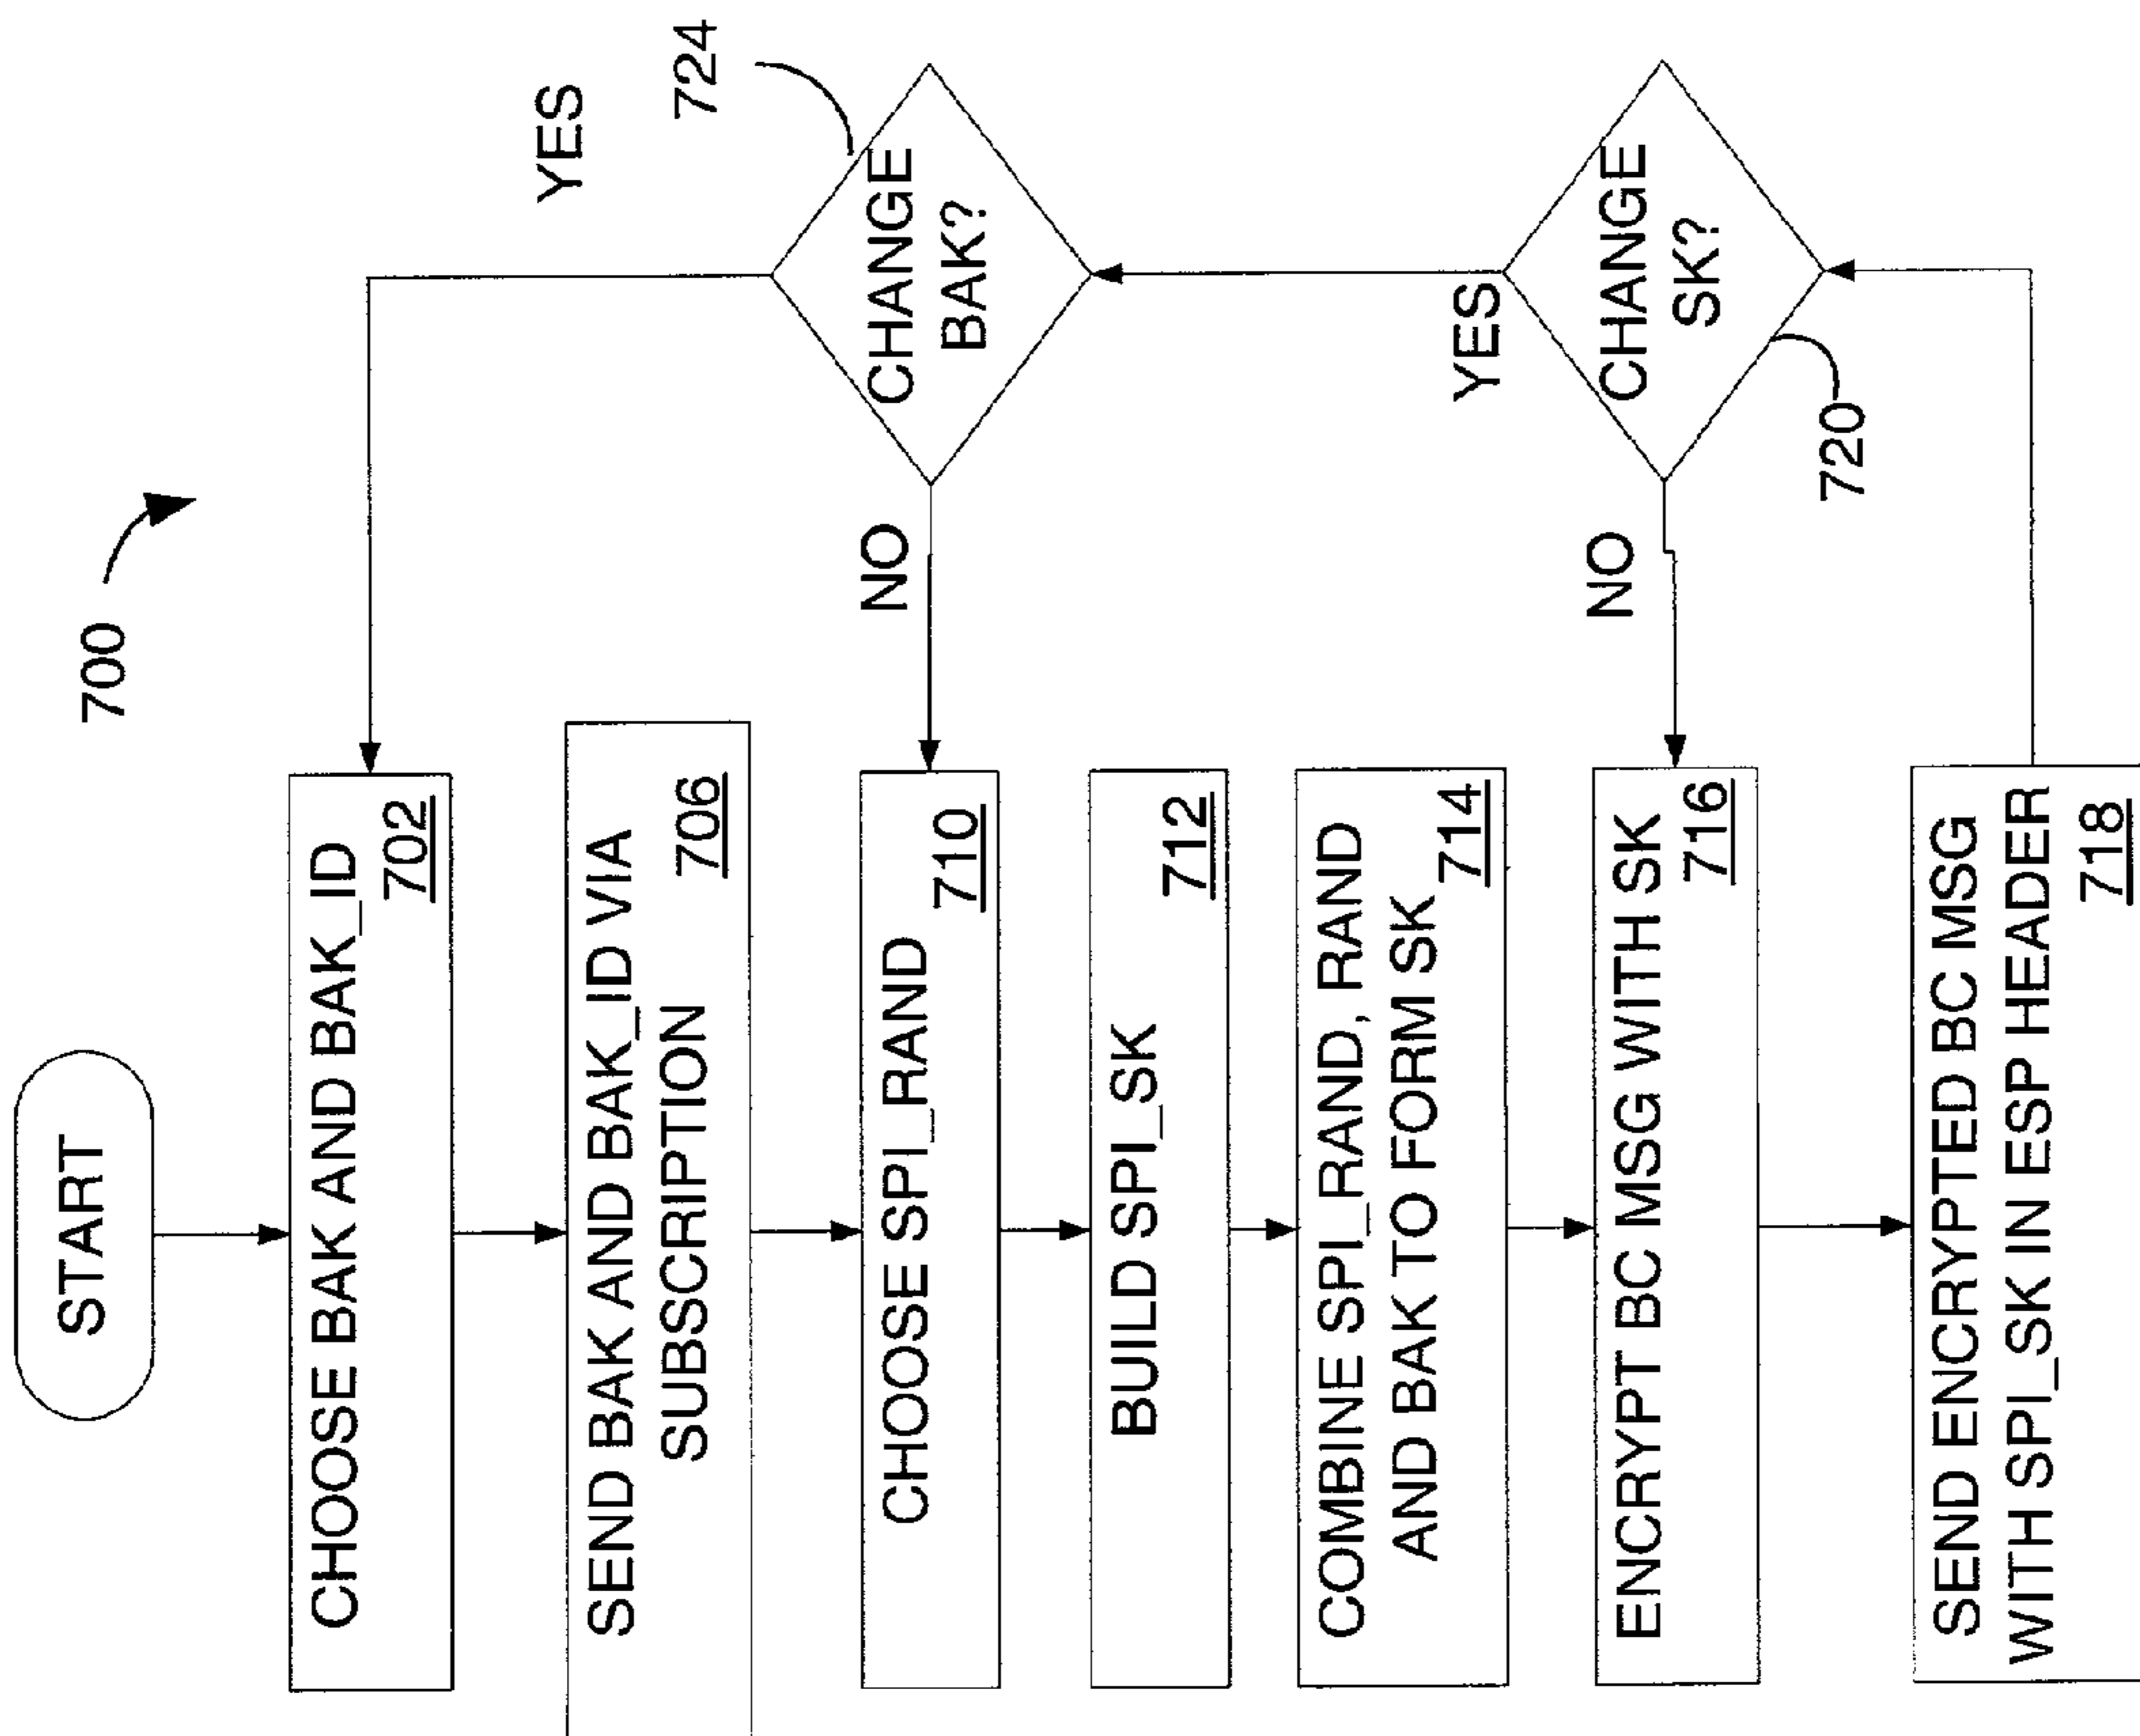 700
START
CHOOSE BAK AND BAK_ID
702
SEND BAK AND BAK_ID VIA
SUBSCRIPTION
706
CHOOSE SPI_RAND
710
BUILD SPI_SK
712
COMBINE SPI_RAND, RAND
AND BAK TO FORM SK
714
ENCRYPT BC MSG WITH SK
716
SEND ENCRYPTED BC MSG
WITH SPI_SK IN ESP HEADER
718
YES
724
CHANGE
BAK?
NO
YES
CHANGE
SK?
720
NO